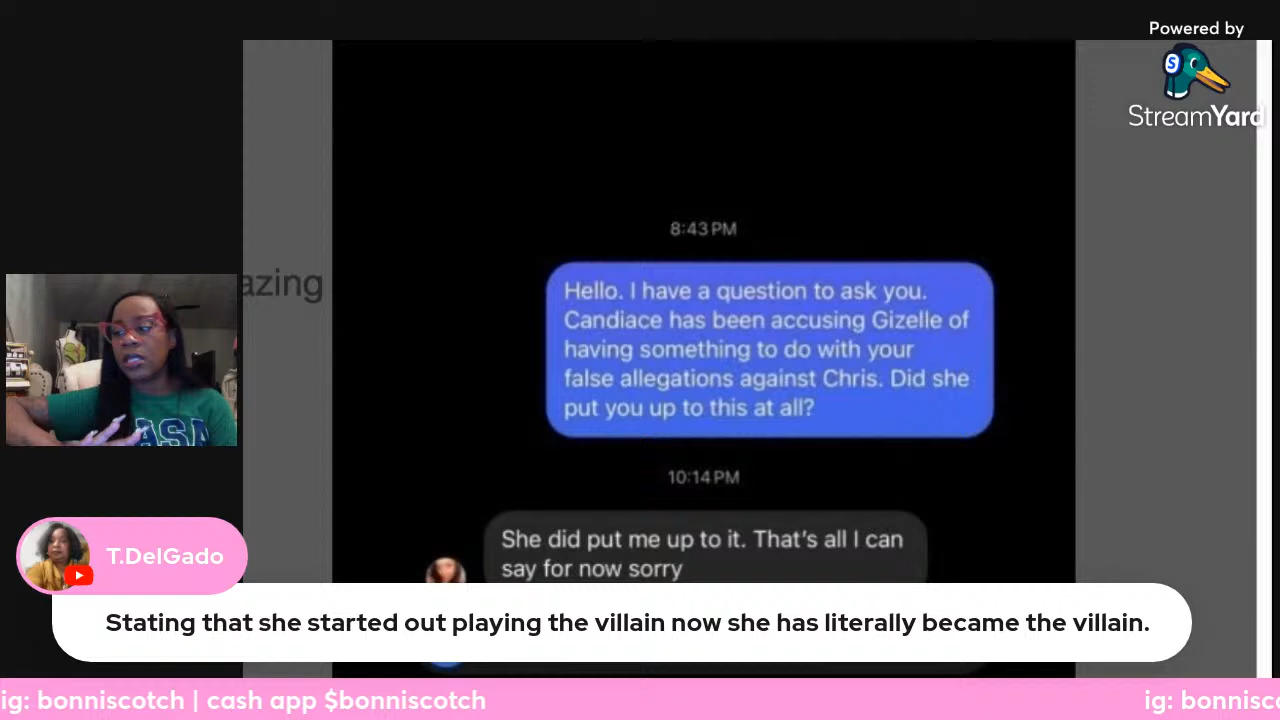 Powered by
StreamYard
azing
8:43 PM
Hello. I have a question to ask you.
Candiace has been accusing Gizelle of
having something to do with your
false allegations against Chris. Did she
put you up to this at all?
10:14 PM
She did put me up to it. That's all I can
say for now sorry
ASA
T.DelGado
Stating that she started out playing the villain now she has literally became the villain.
ig: bonniscotch | cash app $bonniscotch
ig: bonnisc